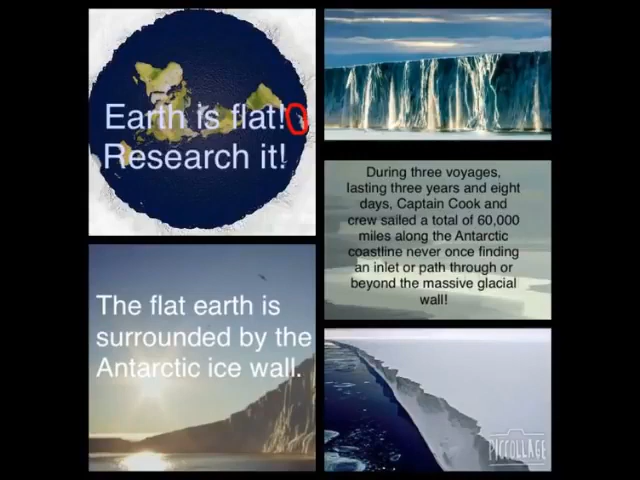 Earth is flat!
Research it!
During three voyages,
lasting three years and eight
days, Captain Cook and
crew sailed a total of 60,000
miles along the Antarctic
coastline never once finding
an inlet or path through or
beyond the massive glacial
wall!
The flat earth is
surrounded by the
Antarctic ice wall.
PICCOLLAGE